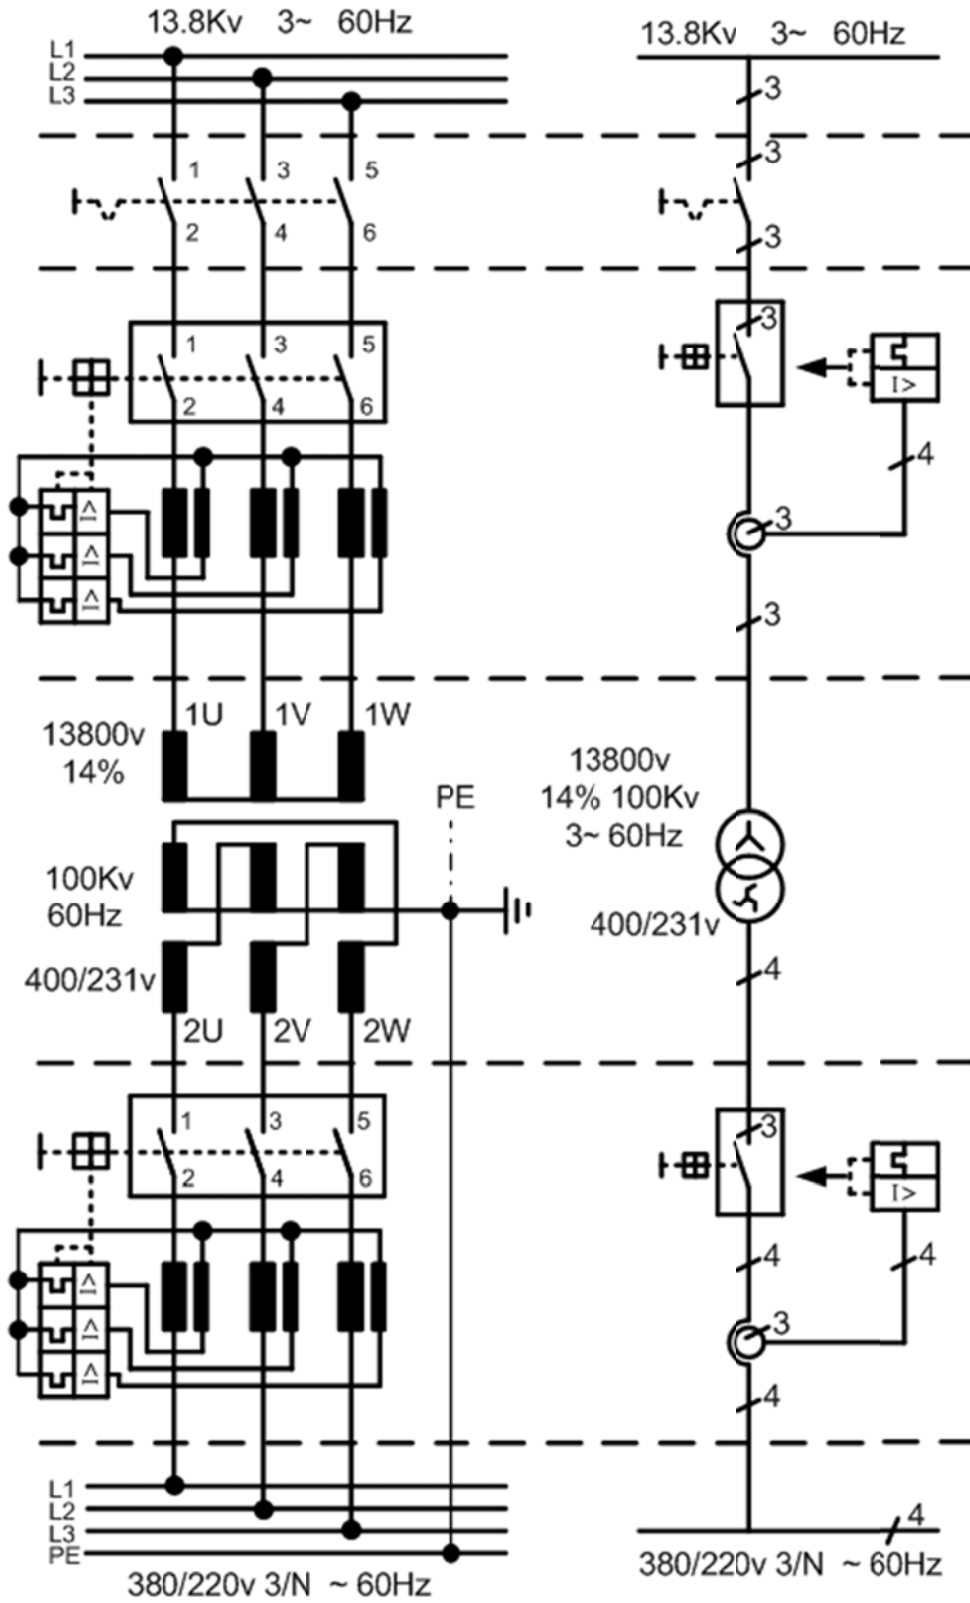 13.8Kv 3~ 60Hz
L1
L2
L3
1 3 5
2 4 6
1 3 5
2 4 6
I>
I>
I>
1U 1V 1W
13800v
14%
PE
100Kv
60Hz
400/231v
2U 2V 2W
1 3 5
2 4 6
I>
I>
I>
L1
L2
L3
PE
380/220v 3/N ~ 60Hz
13.8Kv 3~ 60Hz
3
3
3
3
I>
4
3
3
13800v
14% 100Kv
3~ 60Hz
400/231v
4
3
I>
4
4
3
4
4
380/220v 3/N ~ 60Hz